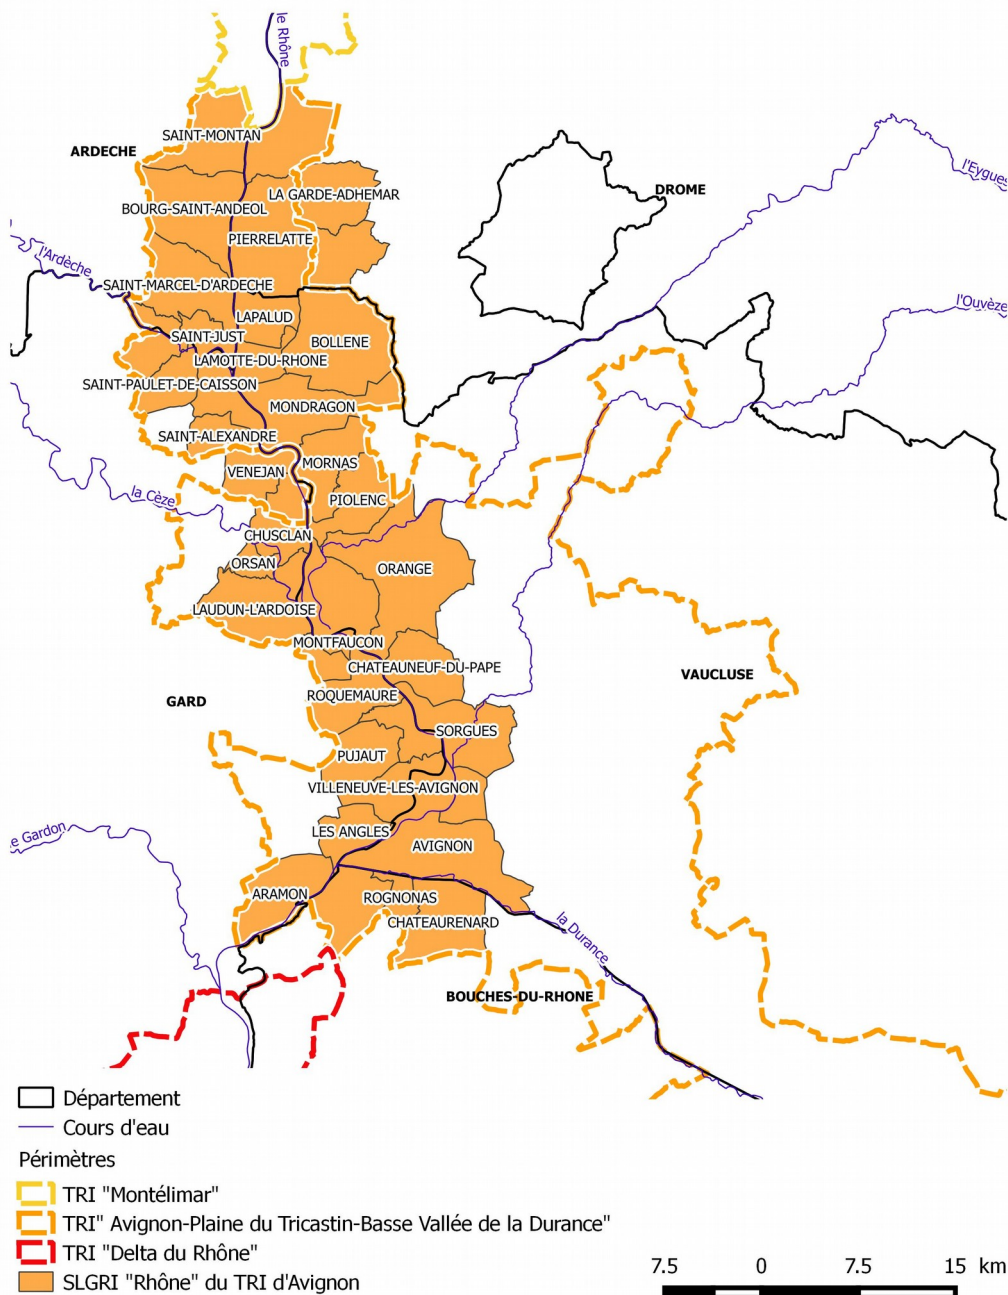 le Rhône
SAINT-MONTAN
ARDECHE
l'Eygues
LA GARDE-ADHEMAR
DROME
BOURG-SAINT-ANDEOL
PIERRELATTE
l'Ardèche
SAINT-MARCEL-D'ARDECHE
l'Ouvèze
LAPALUD
SAINT-JUST
BOLLENE
LAMOTTE-DU-RHONE
SAINT-PAULET-DE-CAISSON
MONDRAGON
SAINT-ALEXANDRE
MORNAS
VENEJAN
la Cèze
PIOLENC
CHUSCLAN
ORSAN
ORANGE
LAUDUN-L'ARDOISE
MONTFAUCON
CHATEAUNEUF-DU-PAPE
VAUCLUSE
ROQUEMAURE
GARD
SORGUES
PUJAUT
VILLENEUVE-LES-AVIGNON
LES ANGLES
e Gardon
AVIGNON
ARAMON
ROGNONAS
CHATEAURENARD
la Durance
BOUCHES-DU-RHONE
Département
Cours d'eau
Périmètres
TRI "Montélimar"
TRI" Avignon-Plaine du Tricastin-Basse Vallée de la Durance"
TRI "Delta du Rhône"
SLGRI "Rhône" du TRI d'Avignon
7.5 0 7.5 15 km